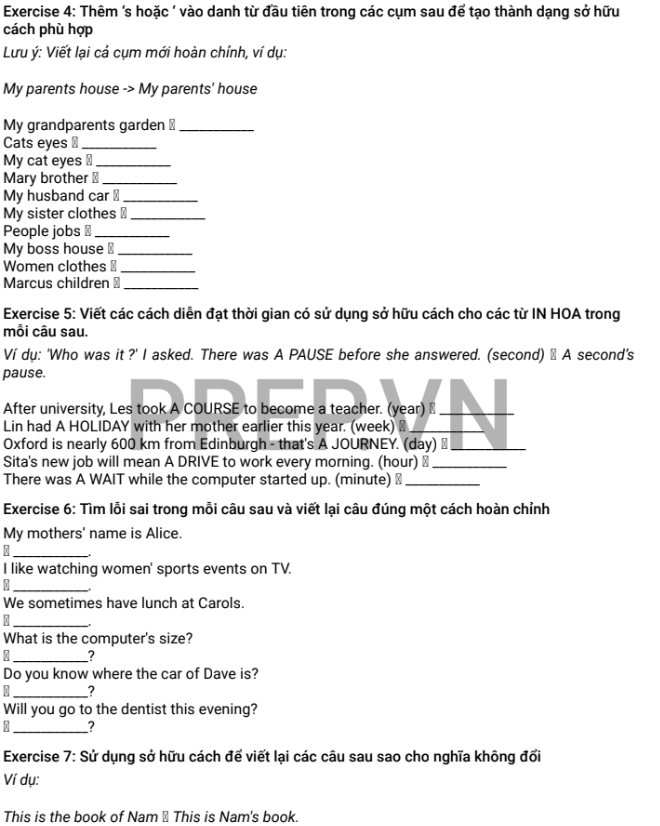 Exercise 4: Thêm ‘s hoặc ‘ vào danh từ đầu tiên trong các cụm sau để tạo thành dạng sở hữu
cách phù hợp
Lưu ý: Viết lại cả cụm mới hoàn chỉnh, ví dụ:
My parents house -> My parents' house
My grandparents garden ▯ __________
Cats eyes ▯ __________
My cat eyes ▯ __________
Mary brother ▯ __________
My husband car ▯ __________
My sister clothes ▯ __________
People jobs ▯ __________
My boss house ▯ __________
Women clothes ▯ __________
Marcus children ▯ __________
Exercise 5: Viết các cách diễn đạt thời gian có sử dụng sở hữu cách cho các từ IN HOA trong
mỗi câu sau.
Ví dụ: 'Who was it ?' I asked. There was A PAUSE before she answered. (second) ▯ A second’s
pause.
PREP.VN
After university, Les took A COURSE to become a teacher. (year) ▯ __________
Lin had A HOLIDAY with her mother earlier this year. (week) ▯ __________
Oxford is nearly 600 km from Edinburgh - that's A JOURNEY. (day) ▯ __________
Sita's new job will mean A DRIVE to work every morning. (hour) ▯ __________
There was A WAIT while the computer started up. (minute) ▯ __________
Exercise 6: Tìm lỗi sai trong mỗi câu sau và viết lại câu đúng một cách hoàn chỉnh
My mothers’ name is Alice.
▯ __________.
I like watching women' sports events on TV.
▯ __________.
We sometimes have lunch at Carols.
▯ __________.
What is the computer's size?
▯ __________?
Do you know where the car of Dave is?
▯ __________?
Will you go to the dentist this evening?
▯ __________?
Exercise 7: Sử dụng sở hữu cách để viết lại các câu sau sao cho nghĩa không đổi
Ví dụ:
This is the book of Nam ▯ This is Nam's book.